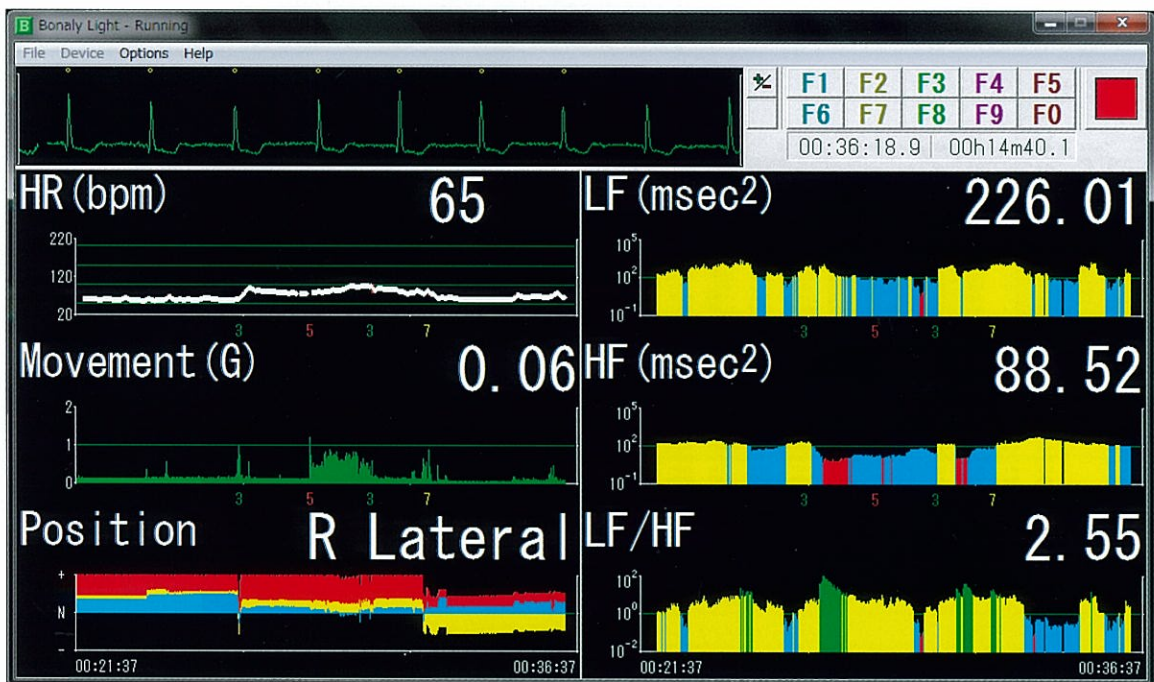 B Bonaly Light - Running
File Device Options Help
F1 F2 F3 F4 F5
F6 F7 F8 F9 F0
00:36:18.9 00h14m40.1
HR(bpm) 65
220
120
20
3 5 3 7
Movement(G) 0.06
2
1
0
3 5 3 7
Position R Lateral
+
N
-
00:21:37 00:36:37
LF(msec2) 226.01
10^5
10^2
10^-1
3 5 3 7
HF(msec2) 88.52
10^5
10^2
10^-1
3 5 3 7
LF/HF 2.55
10^2
10^0
10^-2
00:21:37 00:36:37